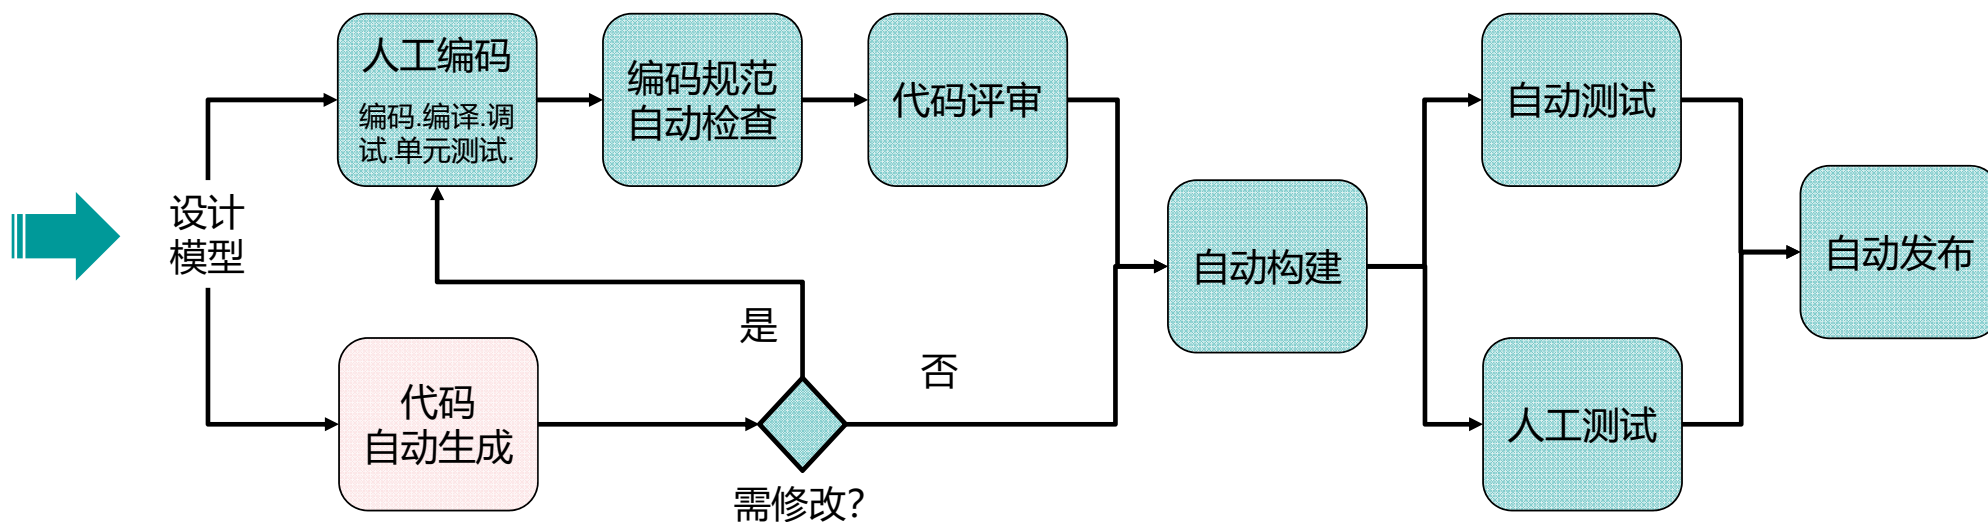 人工编码
编码.编译.调
试.单元测试.
编码规范
自动检查
代码评审
自动测试
设计
模型
自动构建
自动发布
是
否
代码
自动生成
人工测试
需修改?